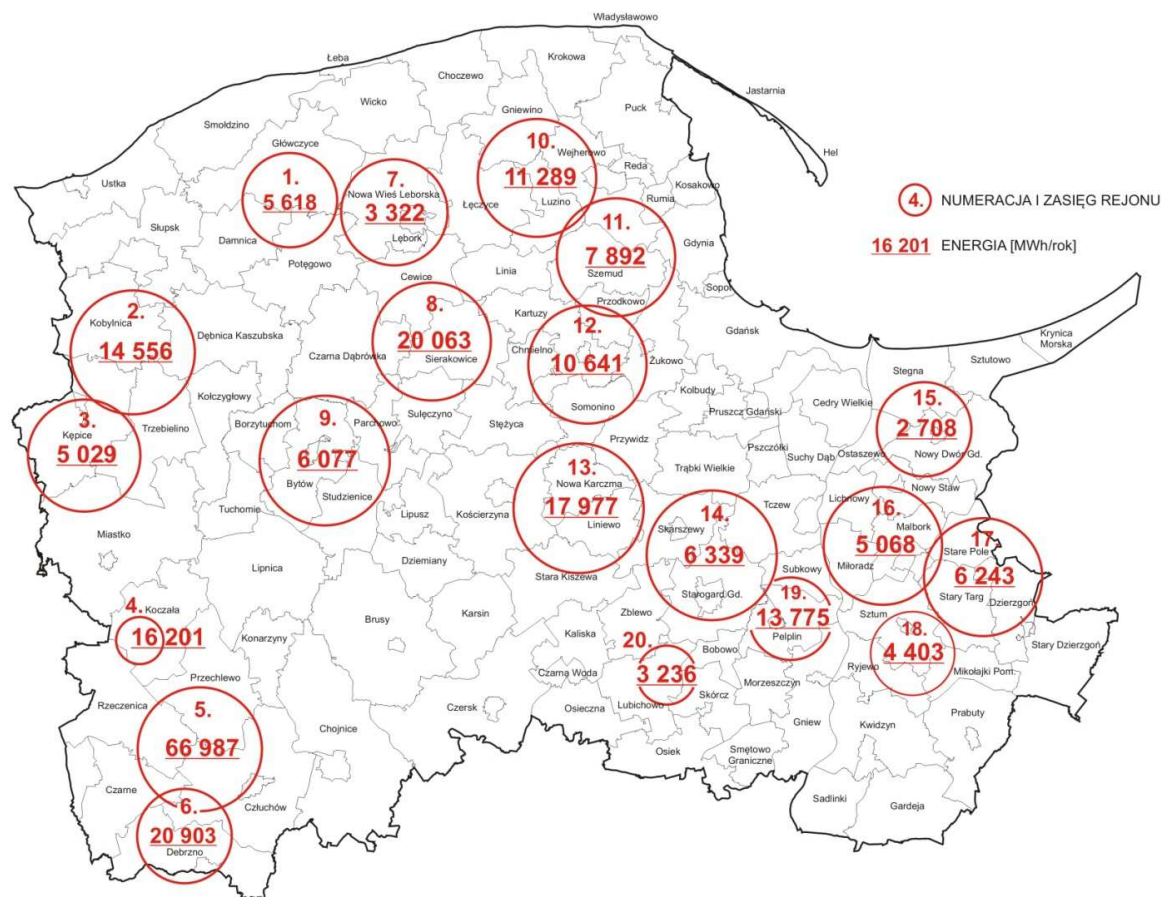 Władysławowo
Łeba
Krokowa
Choczewo
Jastarnia
Wicko
Gniewino
Puck
Smołdzino
Główczyce
10.
Wejherowo
Hel
1.
7.
Reda
Ustka
Nowa Wieś Lęborska
11 289
Kosakowo
4. NUMERACJA I ZASIĘG REJONU
5 618
3 322
Łęczyce
Luzino
Rumia
11.
Słupsk
Damnica
Lębork
7 892
Gdynia
16 201 ENERGIA [MWh/rok]
Potęgowo
Cewice
Linia
Szemud
Sopot
2.
8.
Kartuzy
Przodkowo
Kobylnica
Dębnica Kaszubska
12.
Gdańsk
Krynica
Morska
14 556
Czarna Dąbrówka
20 063
Chmielno
10 641
Żukowo
Sztutowo
Sierakowice
Stegna
Kołczygłowy
Kolbudy
15.
3.
Trzebielino
Borzytuchom
9.
Parchowo
Sulęczyno
Somonino
Pruszcz Gdański
Cedry Wielkie
Kępice
Stężyca
2 708
5 029
6 077
Przywidz
Pszczółki
Suchy Dąb
Ostaszewo
Nowy Dwór Gd.
13.
Trąbki Wielkie
Bytów
Nowa Karczma
Studzienice
Lichnowy
Nowy Staw
Tuchomie
Lipusz
Kościerzyna
17 977
Tczew
16.
Liniewo
14.
Malbork
Miastko
Skarszewy
5 068
17.
Stare Pole
Lipnica
Dziemiany
6 339
Miłoradz
Stara Kiszewa
Subkowy
6 243
19.
Starogard Gd.
Stary Targ
Dzierzgoń
4.
Koczała
Karsin
Zblewo
13 775
Sztum
16 201
Konarzyny
Brusy
Kaliska
20.
Pelplin
18.
Stary Dzierzgoń
Bobowo
4 403
Czarna Woda
3 236
Ryjewo
Mikołajki Pom.
Przechlewo
Morzeszczyn
Rzeczenica
5.
Czersk
Osieczna
Lubichowo
Skórcz
Prabuty
Chojnice
Gniew
Kwidzyn
66 987
Osiek
Smętowo
Graniczne
Czarne
Sadlinki
Gardeja
6.
Człuchów
20 903
Debrzno